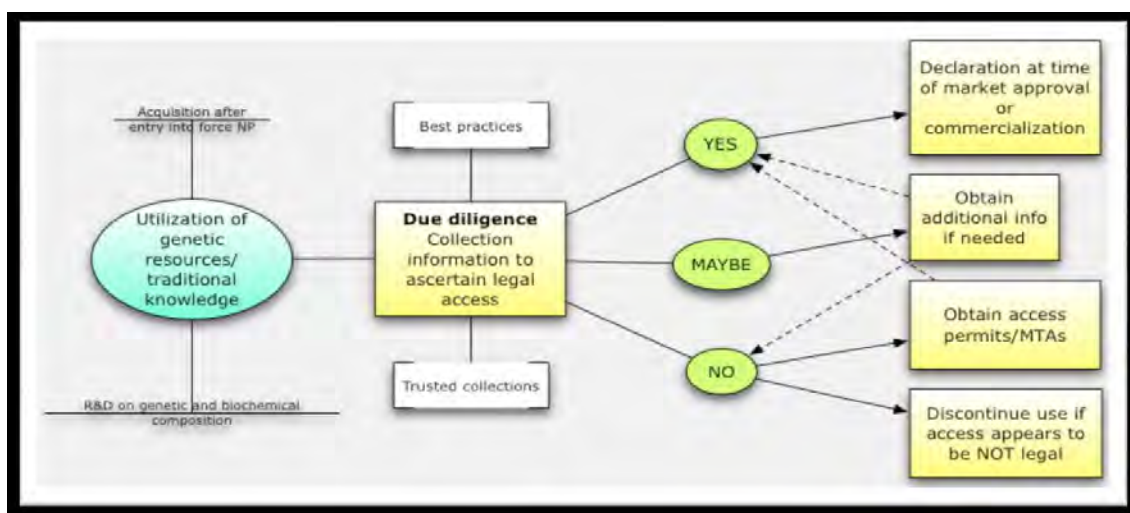 Acquisition after
entry into force NP
Utilization of
genetic
resources/
traditional
knowledge
R&D on genetic and biochemical
composition
Best practices
Due diligence
Collection
information to
ascertain legal
access
Trusted collections
YES
MAYBE
NO
Declaration at time
of market approval
or
commercialization
Obtain
additional info
if needed
Obtain access
permits/MTAs
Discontinue use if
access appears to
be NOT legal